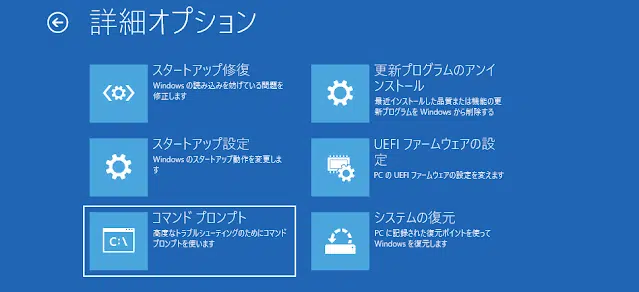 詳細オプション
スタートアップ修復
Windows の読み込みを妨げている問題を
修正します
更新プログラムのアンイ
ンストール
最近インストールした品質または機能の更
新プログラムを Windows から削除する
スタートアップ設定
Windows のスタートアップ動作を変更しま
す
UEFI ファームウェアの設
定
PC の UEFI ファームウェアの設定を変えます
C:\
コマンド プロンプト
高度なトラブルシューティングのためにコマンド
プロンプトを使います
システムの復元
PC に記録された復元ポイントを使って
Windows を復元します